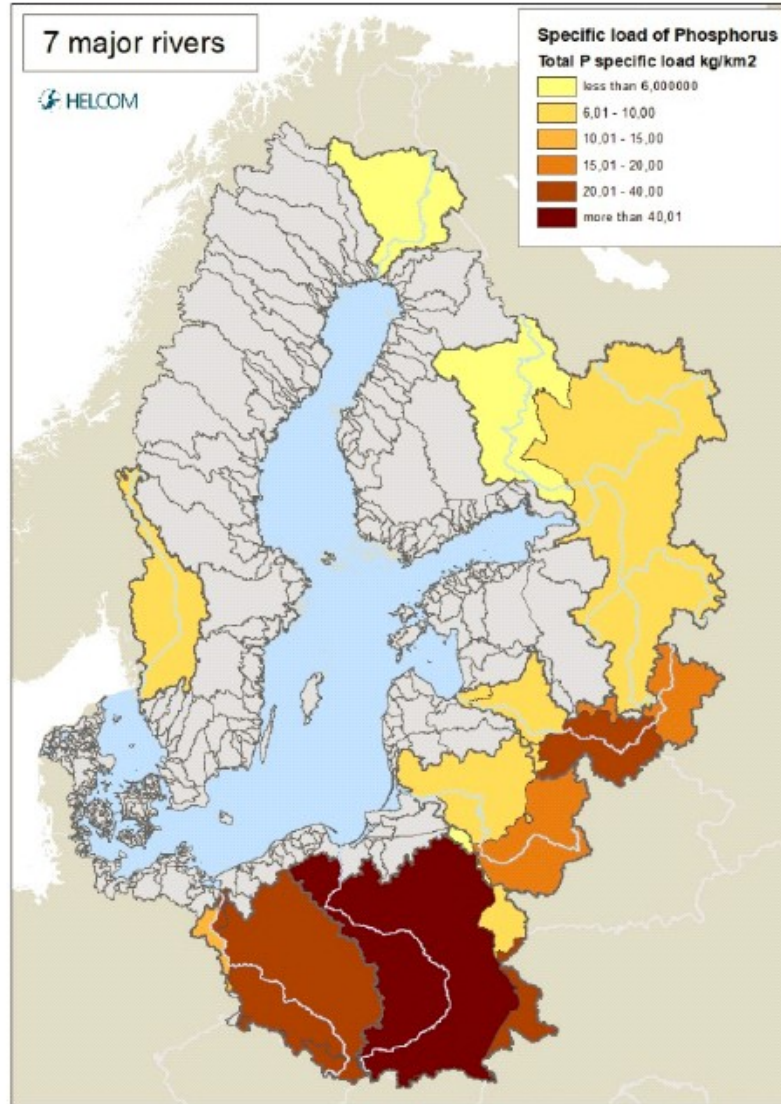 7 major rivers
HELCOM
Specific load of Phosphorus
Total P specific load kg/km2
less than 6,000000
6,01 - 10,00
10,01 - 15,00
15,01 - 20,00
20,01 - 40,00
more than 40,01